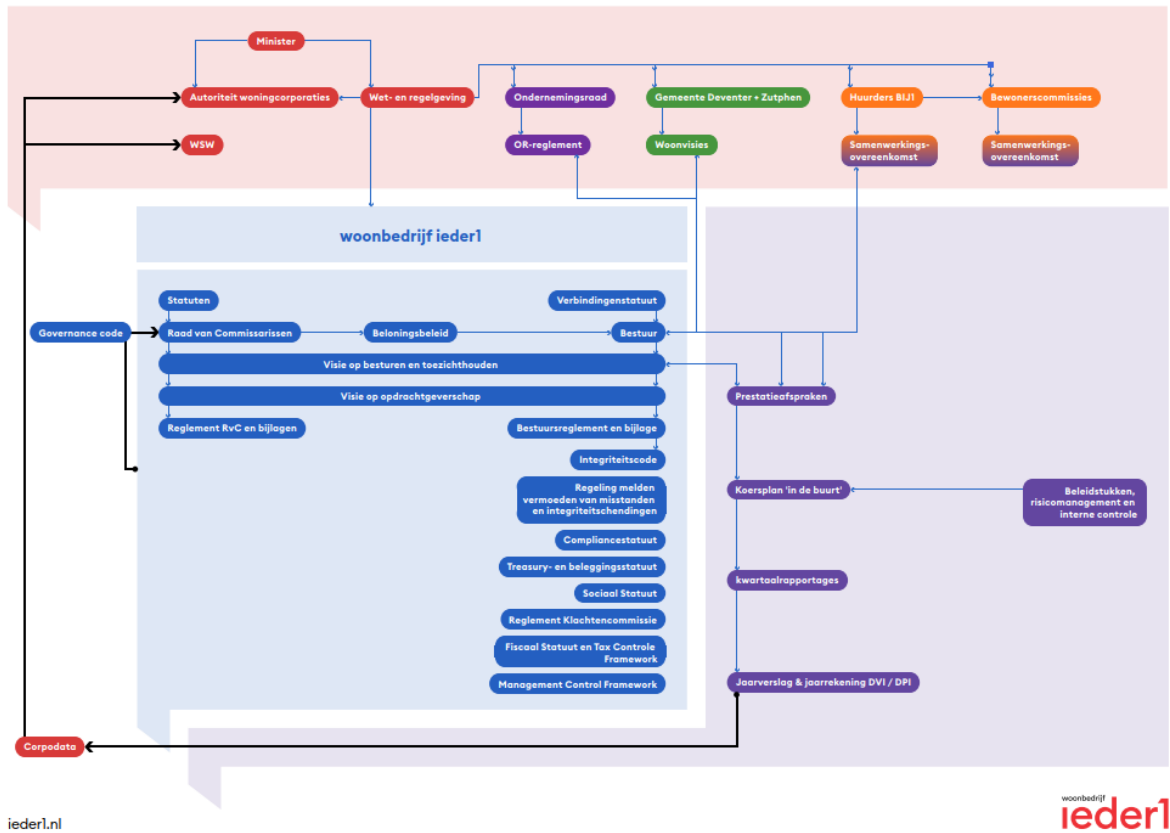 Minister
Autoriteit woningcorporaties
Wet- en regelgeving
Ondernemingsraad
Gemeente Deventer + Zutphen
Huurders BIJ1
Bewonerscommissies
WSW
OR-reglement
Woonvisies
Samenwerkings-
overeenkomst
Samenwerkings-
overeenkomst
woonbedrijf ieder1
Statuten
Verbindingenstatuut
Governance code
Raad van Commissarissen
Beloningsbeleid
Bestuur
Visie op besturen en toezichthouden
Visie op opdrachtgeverschap
Prestatieafspraken
Reglement RvC en bijlagen
Bestuursreglement en bijlage
Integriteitscode
Regeling melden
vermoeden van misstanden
en integriteitschendingen
Koersplan 'in de buurt'
Beleidstukken,
risicomanagement en
interne controle
Compliancestatuut
Treasury- en beleggingsstatuut
kwartaalrapportages
Sociaal Statuut
Reglement Klachtencommissie
Fiscaal Statuut en Tax Controle
Framework
Management Control Framework
Jaarverslag & jaarrekening DVI / DPI
Corpodata
ieder1.nl
woonbedrijf
ieder1